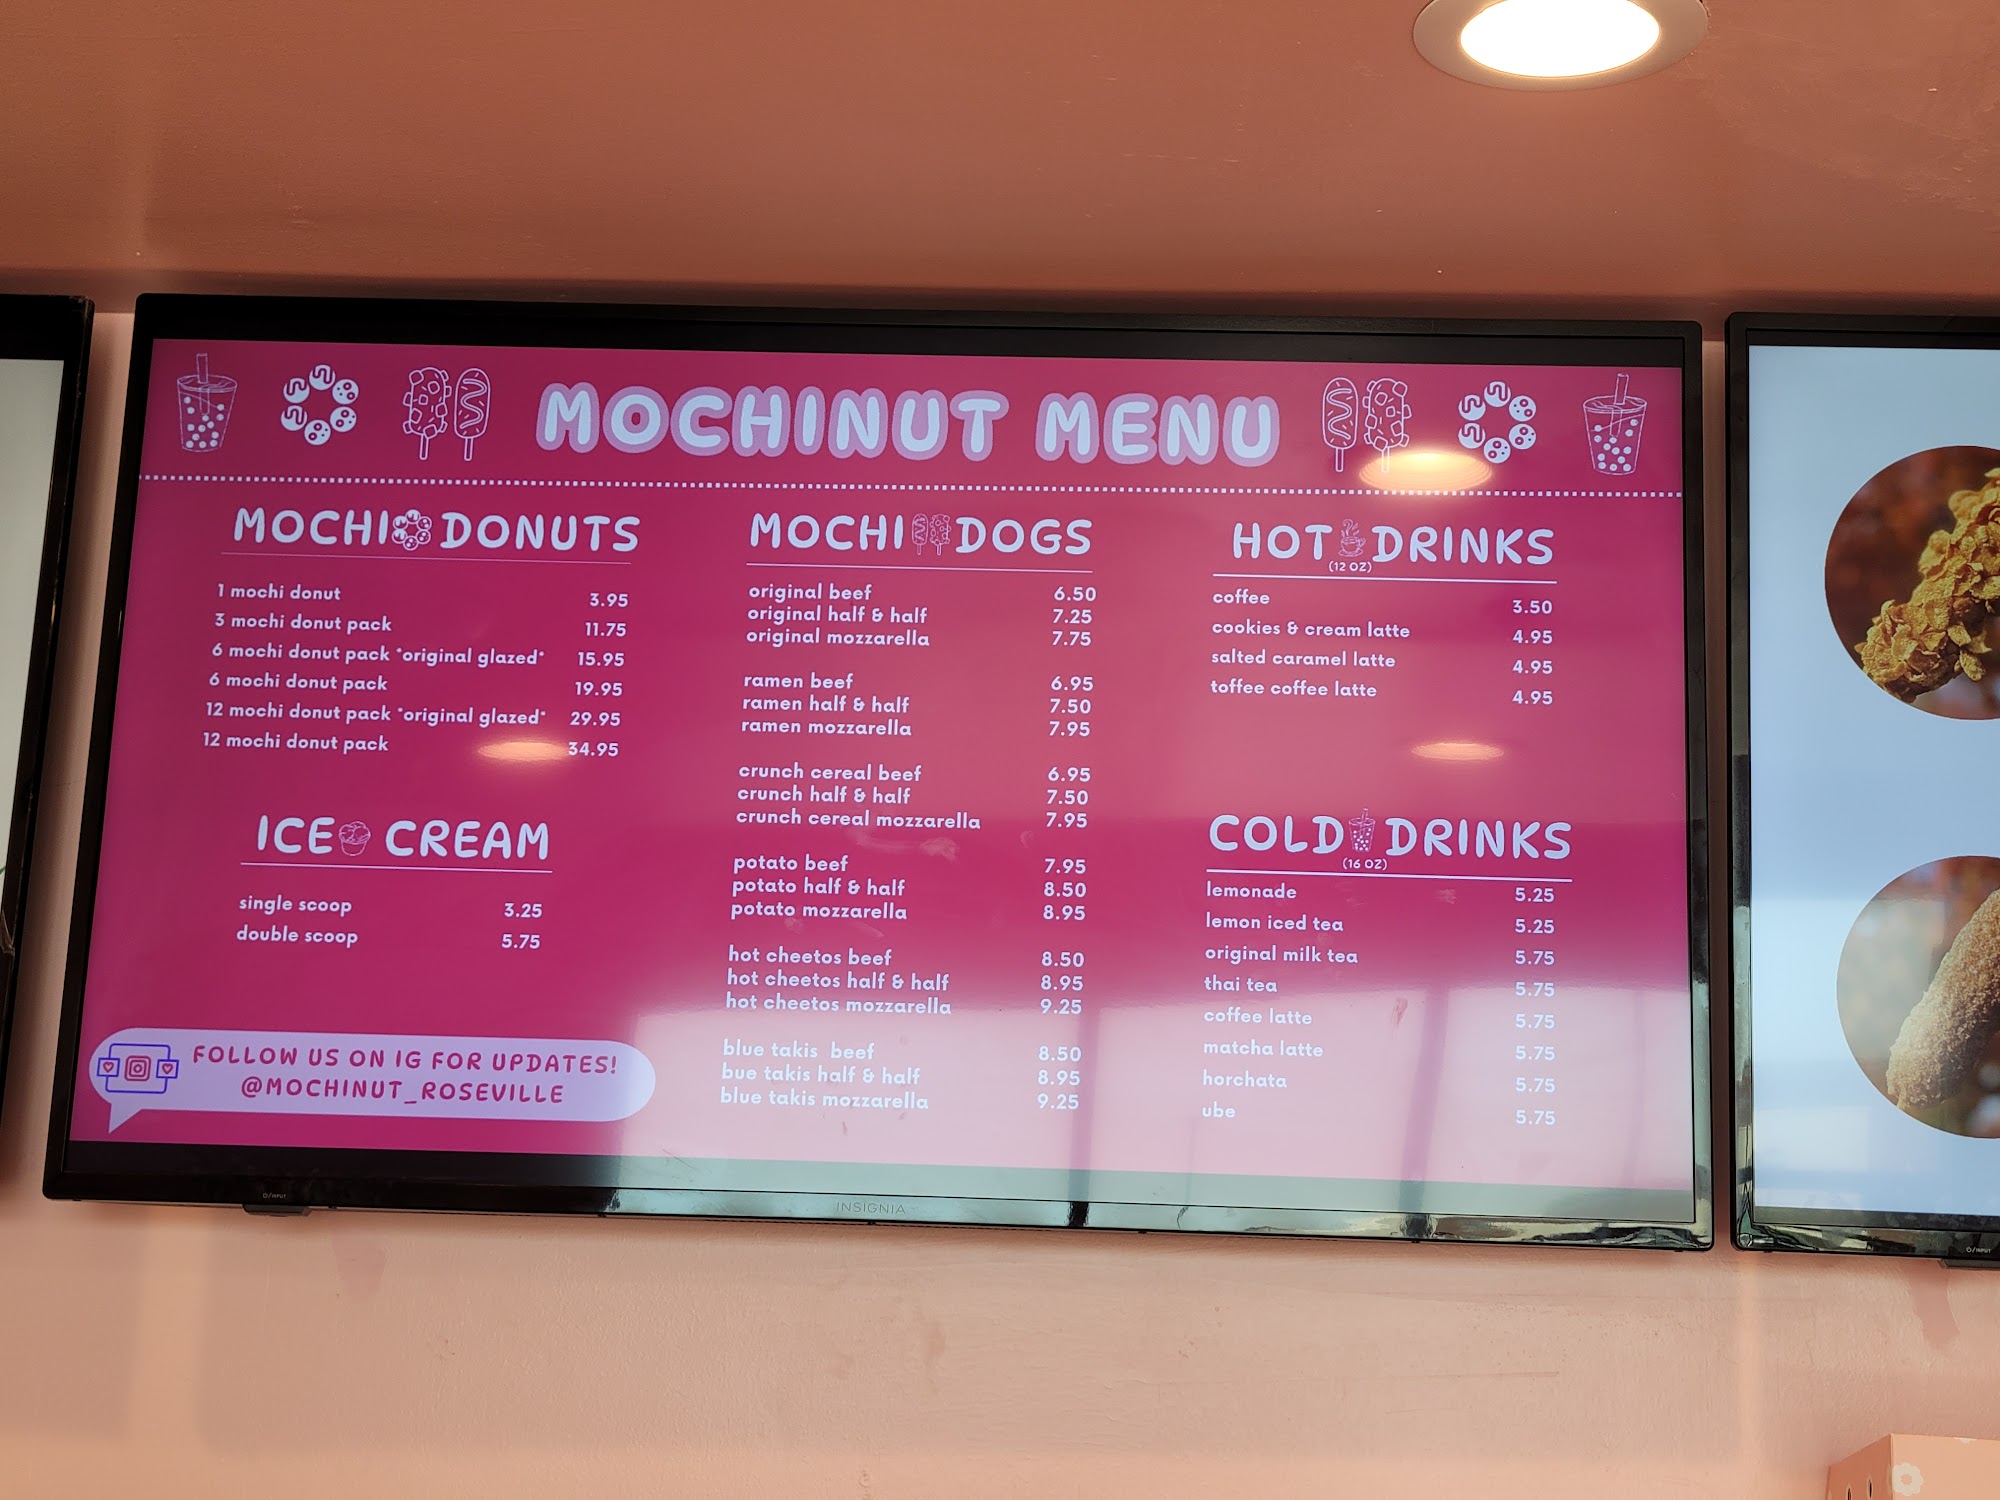 MOCHINUT MENU
MOCHI DONUTS
1 mochi donut 3.95
3 mochi donut pack 11.75
6 mochi donut pack *original glazed* 15.95
6 mochi donut pack 19.95
12 mochi donut pack *original glazed* 29.95
12 mochi donut pack 34.95
ICE CREAM
single scoop 3.25
double scoop 5.75
FOLLOW US ON IG FOR UPDATES!
@MOCHINUT_ROSEVILLE
MOCHI DOGS
original beef 6.50
original half & half 7.25
original mozzarella 7.75
ramen beef 6.95
ramen half & half 7.50
ramen mozzarella 7.95
crunch cereal beef 6.95
crunch half & half 7.50
crunch cereal mozzarella 7.95
potato beef 7.95
potato half & half 8.50
potato mozzarella 8.95
hot cheetos beef 8.50
hot cheetos half & half 8.95
hot cheetos mozzarella 9.25
blue takis beef 8.50
bue takis half & half 8.95
blue takis mozzarella 9.25
HOT DRINKS
(12 OZ)
coffee 3.50
cookies & cream latte 4.95
salted caramel latte 4.95
toffee coffee latte 4.95
COLD DRINKS
(16 OZ)
lemonade 5.25
lemon iced tea 5.25
original milk tea 5.75
thai tea 5.75
coffee latte 5.75
matcha latte 5.75
horchata 5.75
ube 5.75
INSIGNIA
/INPUT
/INPUT